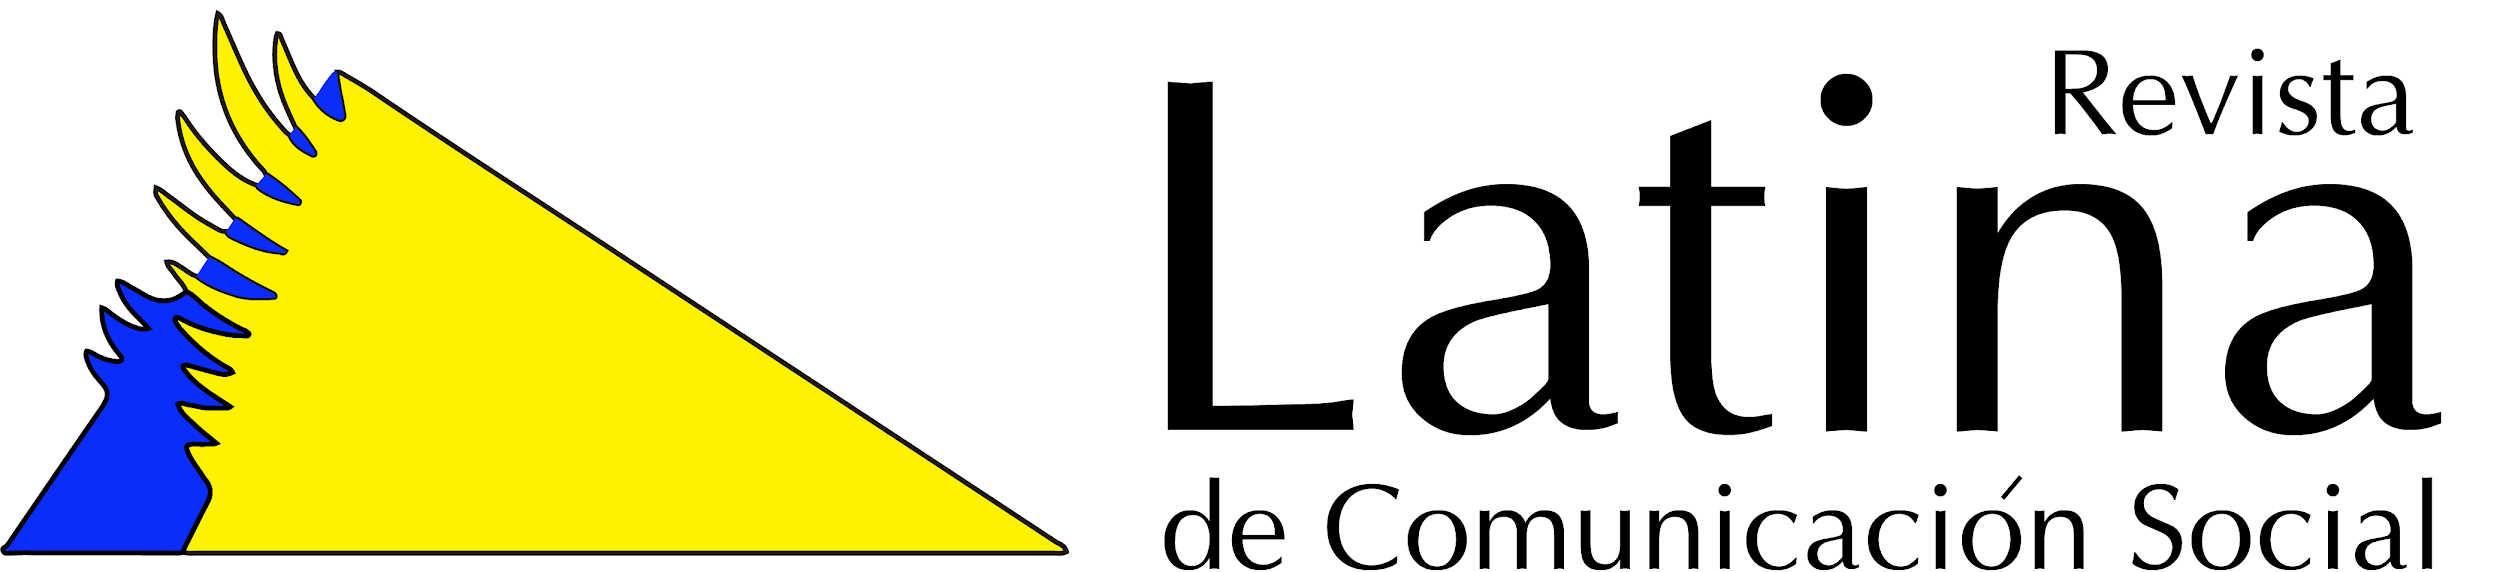 Revista
Latina
de Comunicación Social